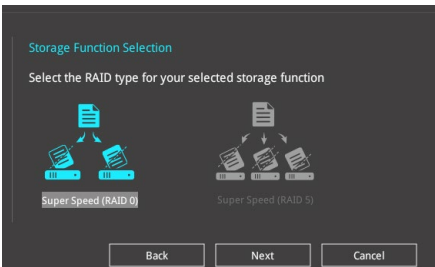 Storage Function Selection
Select the RAID type for your selected storage function
Super Speed (RAID 0)
Super Speed (RAID 5)
Back
Next
Cancel